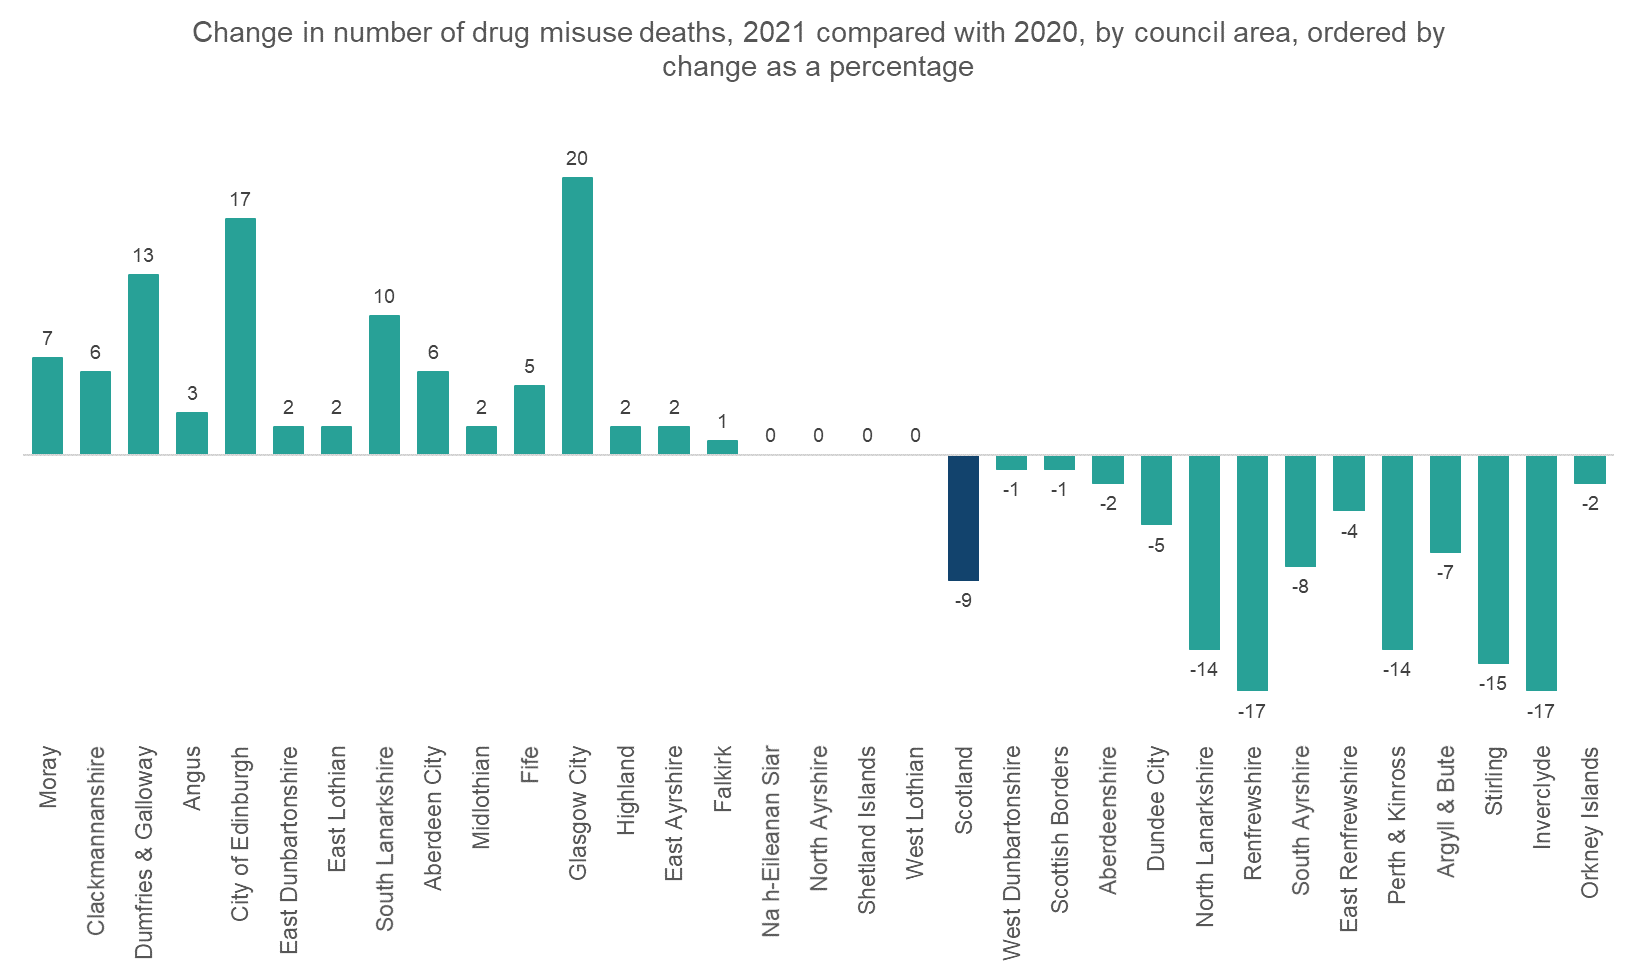 Change in number of drug misuse deaths, 2021 compared with 2020, by council area, ordered by
change as a percentage
7
6
13
3
17
2
2
10
6
2
5
20
2
2
1
0
0
0
0
-9
-1
-1
-2
-5
-14
-17
-8
-4
-14
-7
-15
-17
-2
Moray
Clackmannanshire
Dumfries & Galloway
Angus
City of Edinburgh
East Dunbartonshire
East Lothian
South Lanarkshire
Aberdeen City
Midlothian
Fife
Glasgow City
Highland
East Ayrshire
Falkirk
Na h-Eileanan Siar
North Ayrshire
Shetland Islands
West Lothian
Scotland
West Dunbartonshire
Scottish Borders
Aberdeenshire
Dundee City
North Lanarkshire
Renfrewshire
South Ayrshire
East Renfrewshire
Perth & Kinross
Argyll & Bute
Stirling
Inverclyde
Orkney Islands